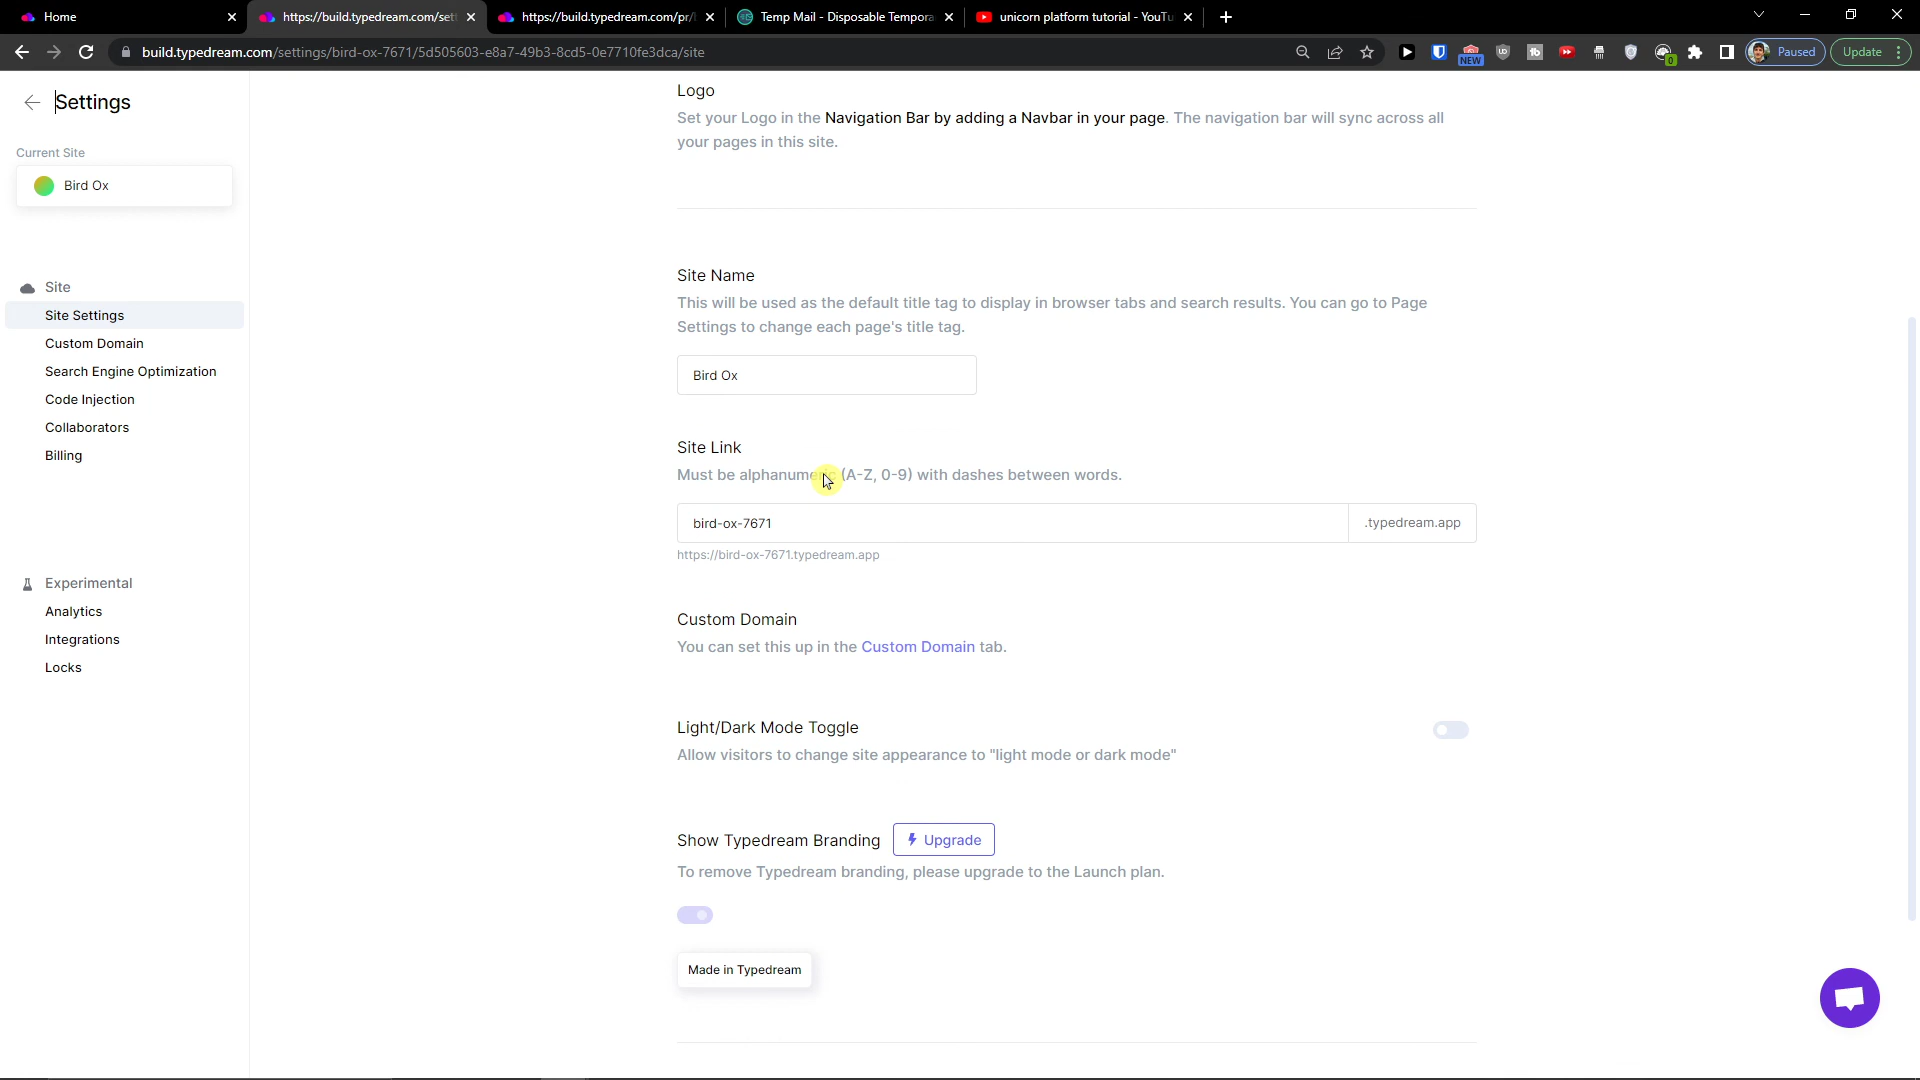 Home
https://build.typedream.com/sett
https://build.typedream.com/pr/
Temp Mail - Disposable Tempora
unicorn platform tutorial - YouTu
build.typedream.com/settings/bird-ox-7671/5d505603-e8a7-49b3-8cd5-0e7710fe3dca/site
NEW
0
Paused
Update
Settings
Current Site
Bird Ox
Site
Site Settings
Custom Domain
Search Engine Optimization
Code Injection
Collaborators
Billing
Experimental
Analytics
Integrations
Locks
Logo
Set your Logo in the Navigation Bar by adding a Navbar in your page. The navigation bar will sync across all
your pages in this site.
Site Name
This will be used as the default title tag to display in browser tabs and search results. You can go to Page
Settings to change each page's title tag.
Bird Ox
Site Link
Must be alphanumeric (A-Z, 0-9) with dashes between words.
bird-ox-7671
.typedream.app
https://bird-ox-7671.typedream.app
Custom Domain
You can set this up in the Custom Domain tab.
Light/Dark Mode Toggle
Allow visitors to change site appearance to "light mode or dark mode"
Show Typedream Branding
Upgrade
To remove Typedream branding, please upgrade to the Launch plan.
Made in Typedream